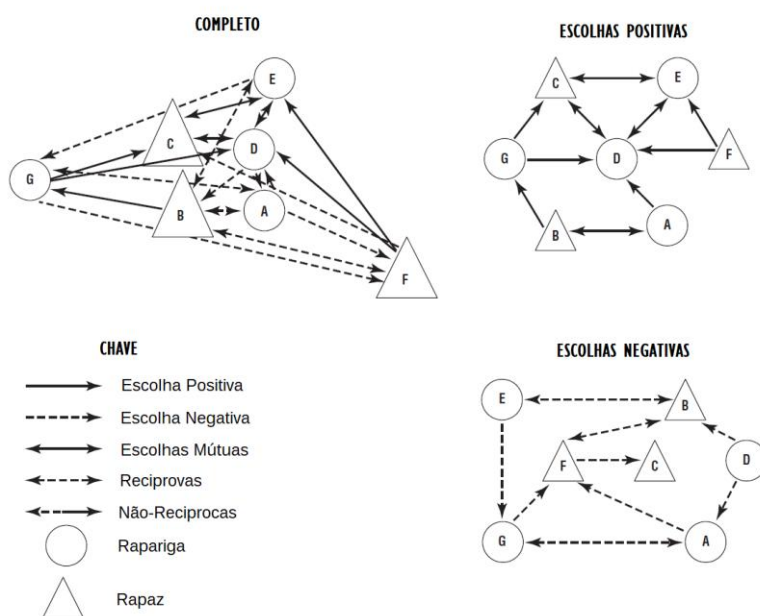 COMPLETO
E
C
D
G
B
A
F
ESCOLHAS POSITIVAS
C
E
G
D
F
B
A
CHAVE
Escolha Positiva
Escolha Negativa
Escolhas Mútuas
Reciprovas
Não-Reciprocas
Rapariga
Rapaz
ESCOLHAS NEGATIVAS
E
B
F
C
D
G
A